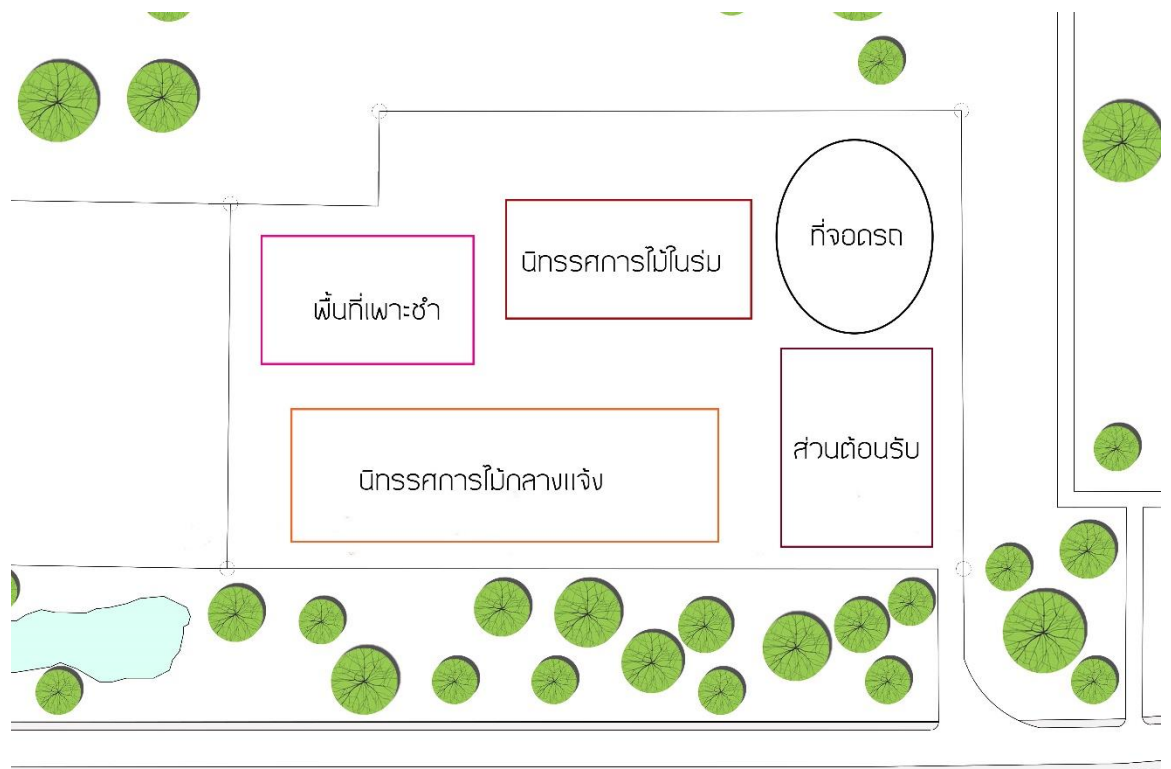 ที่จอดรถ
นิทรรศการไม้ในร่ม
พื้นที่เพาะชำ
ส่วนต้อนรับ
นิทรรศการไม้กลางแจ้ง